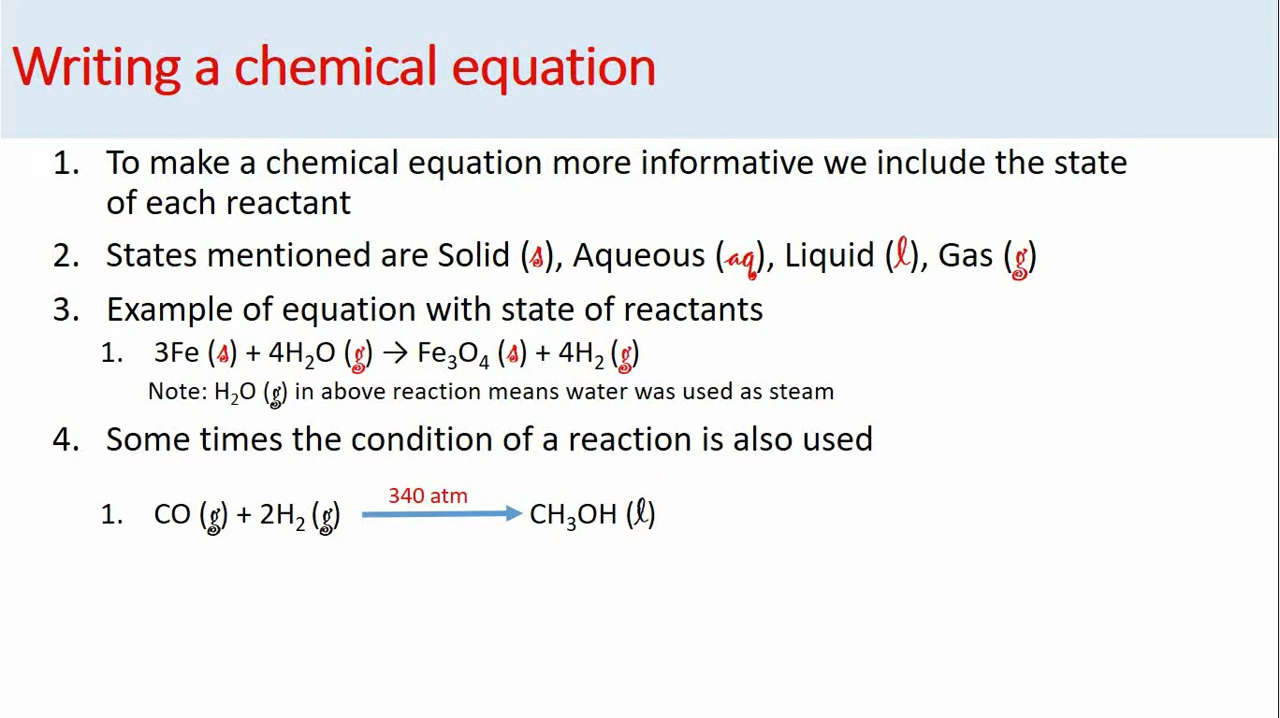 Writing a chemical equation
1. To make a chemical equation more informative we include the state
of each reactant
2. States mentioned are Solid (s), Aqueous (aq), Liquid (l), Gas (g)
3. Example of equation with state of reactants
1. 3Fe (s) + 4H₂O (g) → Fe₃O₄ (s) + 4H₂ (g)
Note: H₂O (g) in above reaction means water was used as steam
4. Some times the condition of a reaction is also used
340 atm
1. CO (g) + 2H₂ (g) → CH₃OH (l)